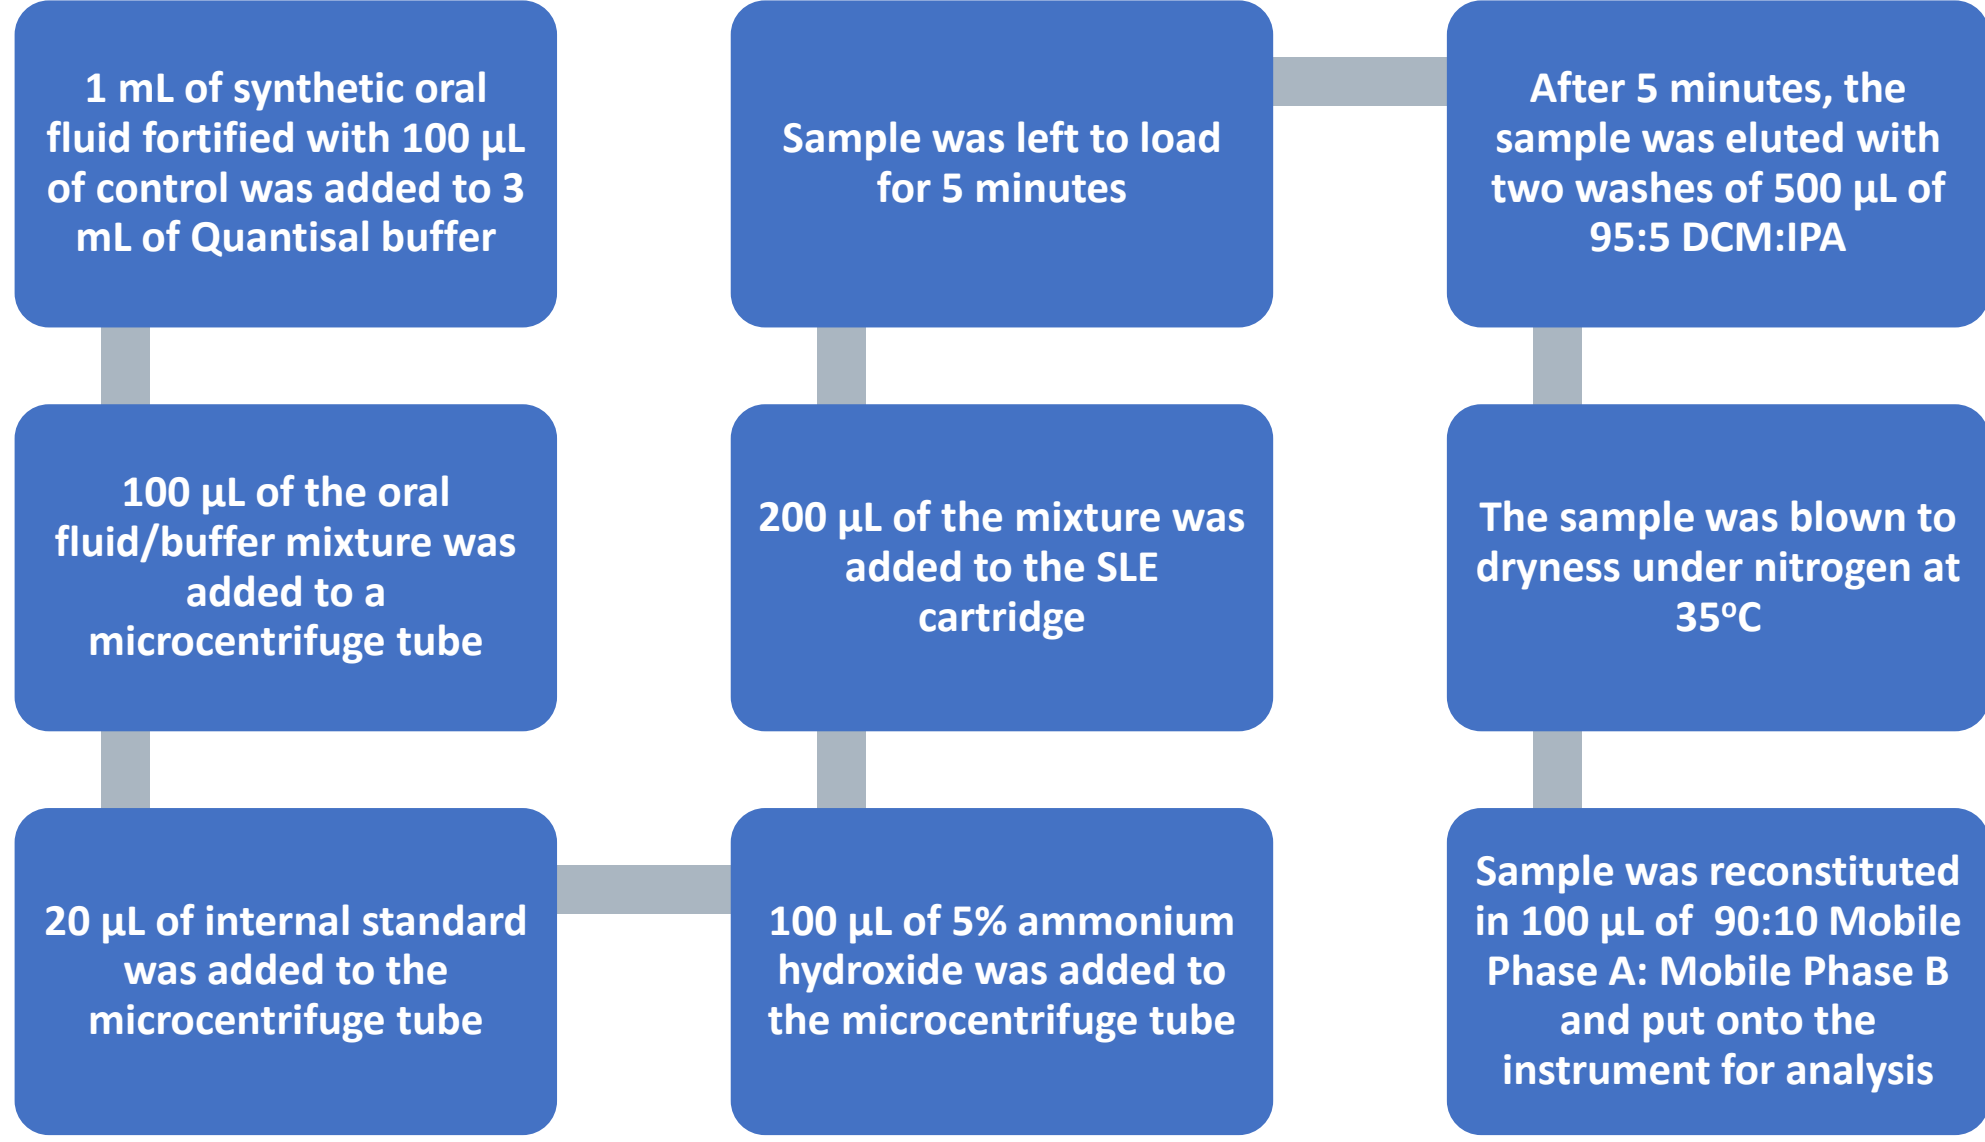 1 mL of synthetic oral
fluid fortified with 100 µL
of control was added to 3
mL of Quantisal buffer
100 µL of the oral
fluid/buffer mixture was
added to a
microcentrifuge tube
20 µL of internal standard
was added to the
microcentrifuge tube
100 µL of 5% ammonium
hydroxide was added to
the microcentrifuge tube
200 µL of the mixture was
added to the SLE
cartridge
Sample was left to load
for 5 minutes
After 5 minutes, the
sample was eluted with
two washes of 500 µL of
95:5 DCM:IPA
The sample was blown to
dryness under nitrogen at
35ºC
Sample was reconstituted
in 100 µL of  90:10 Mobile
Phase A: Mobile Phase B
and put onto the
instrument for analysis